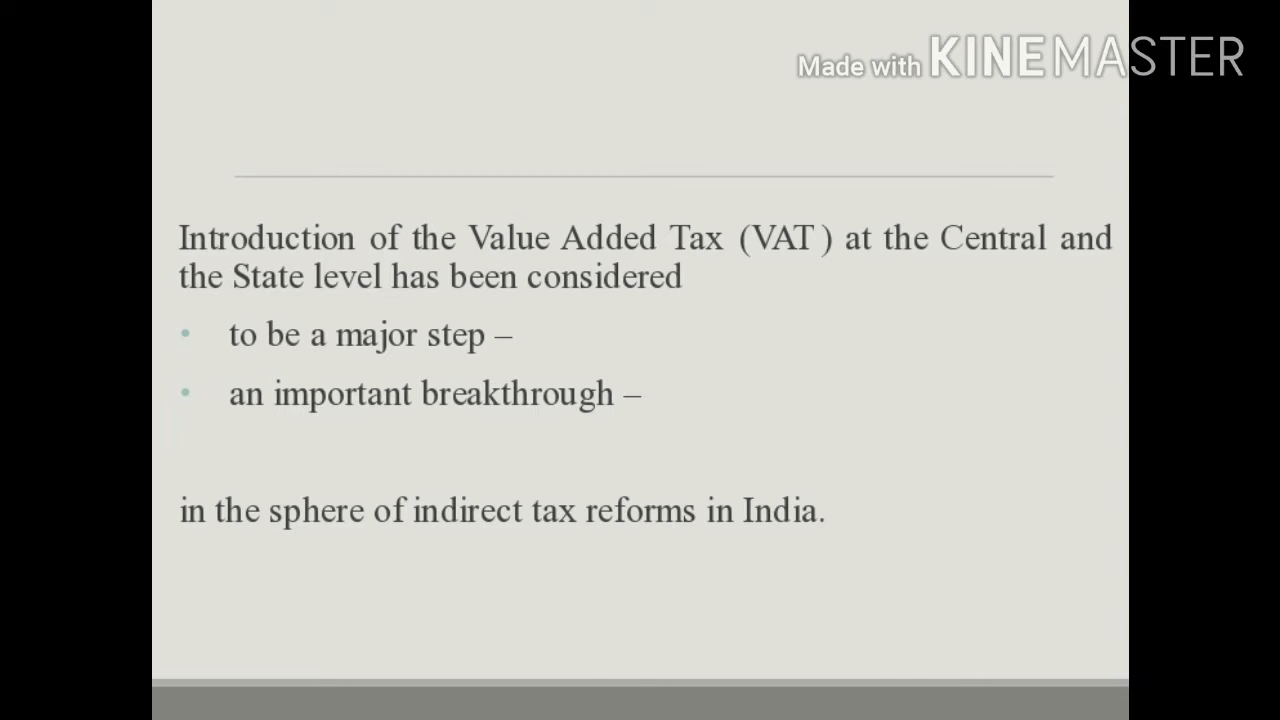 Made with KINEMASTER
Introduction of the Value Added Tax (VAT ) at the Central and
the State level has been considered
• to be a major step –
• an important breakthrough –
in the sphere of indirect tax reforms in India.